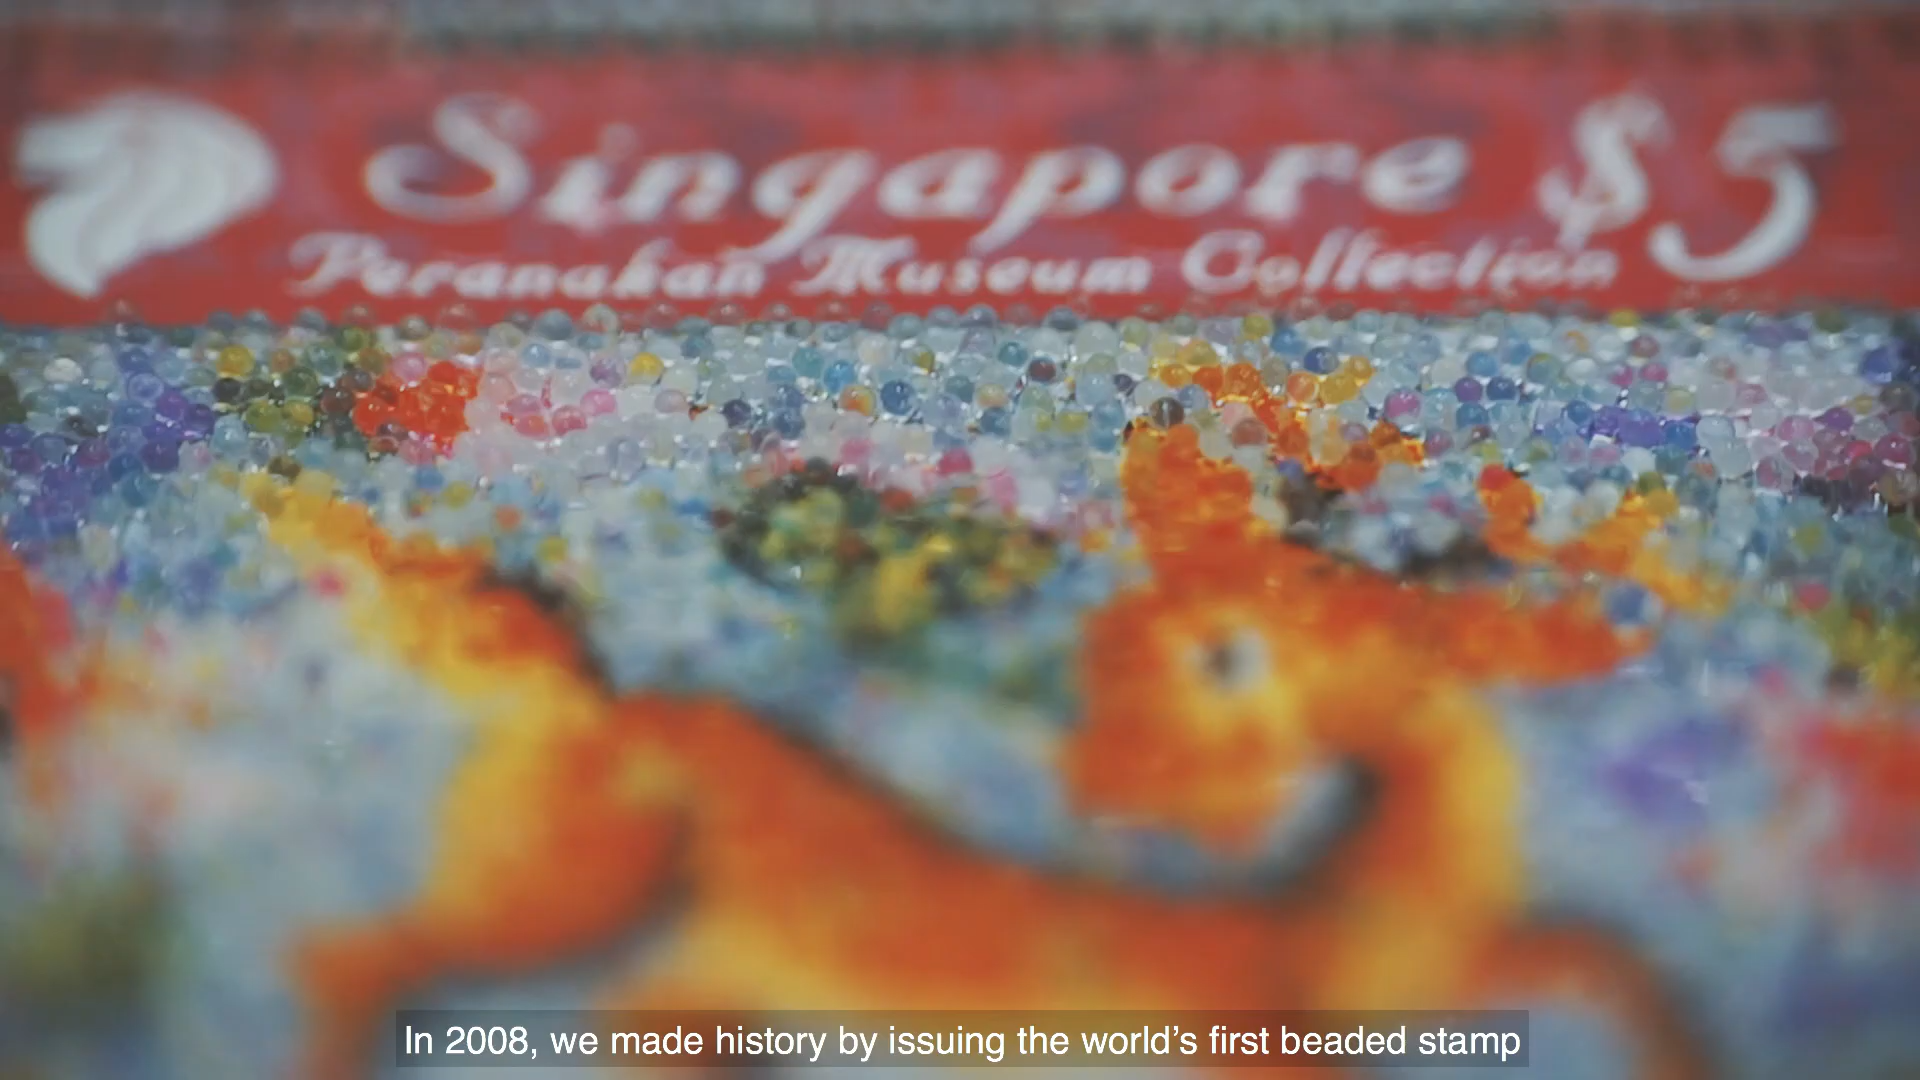 Singapore $5
Peranakan Museum Collection
In 2008, we made history by issuing the world’s first beaded stamp